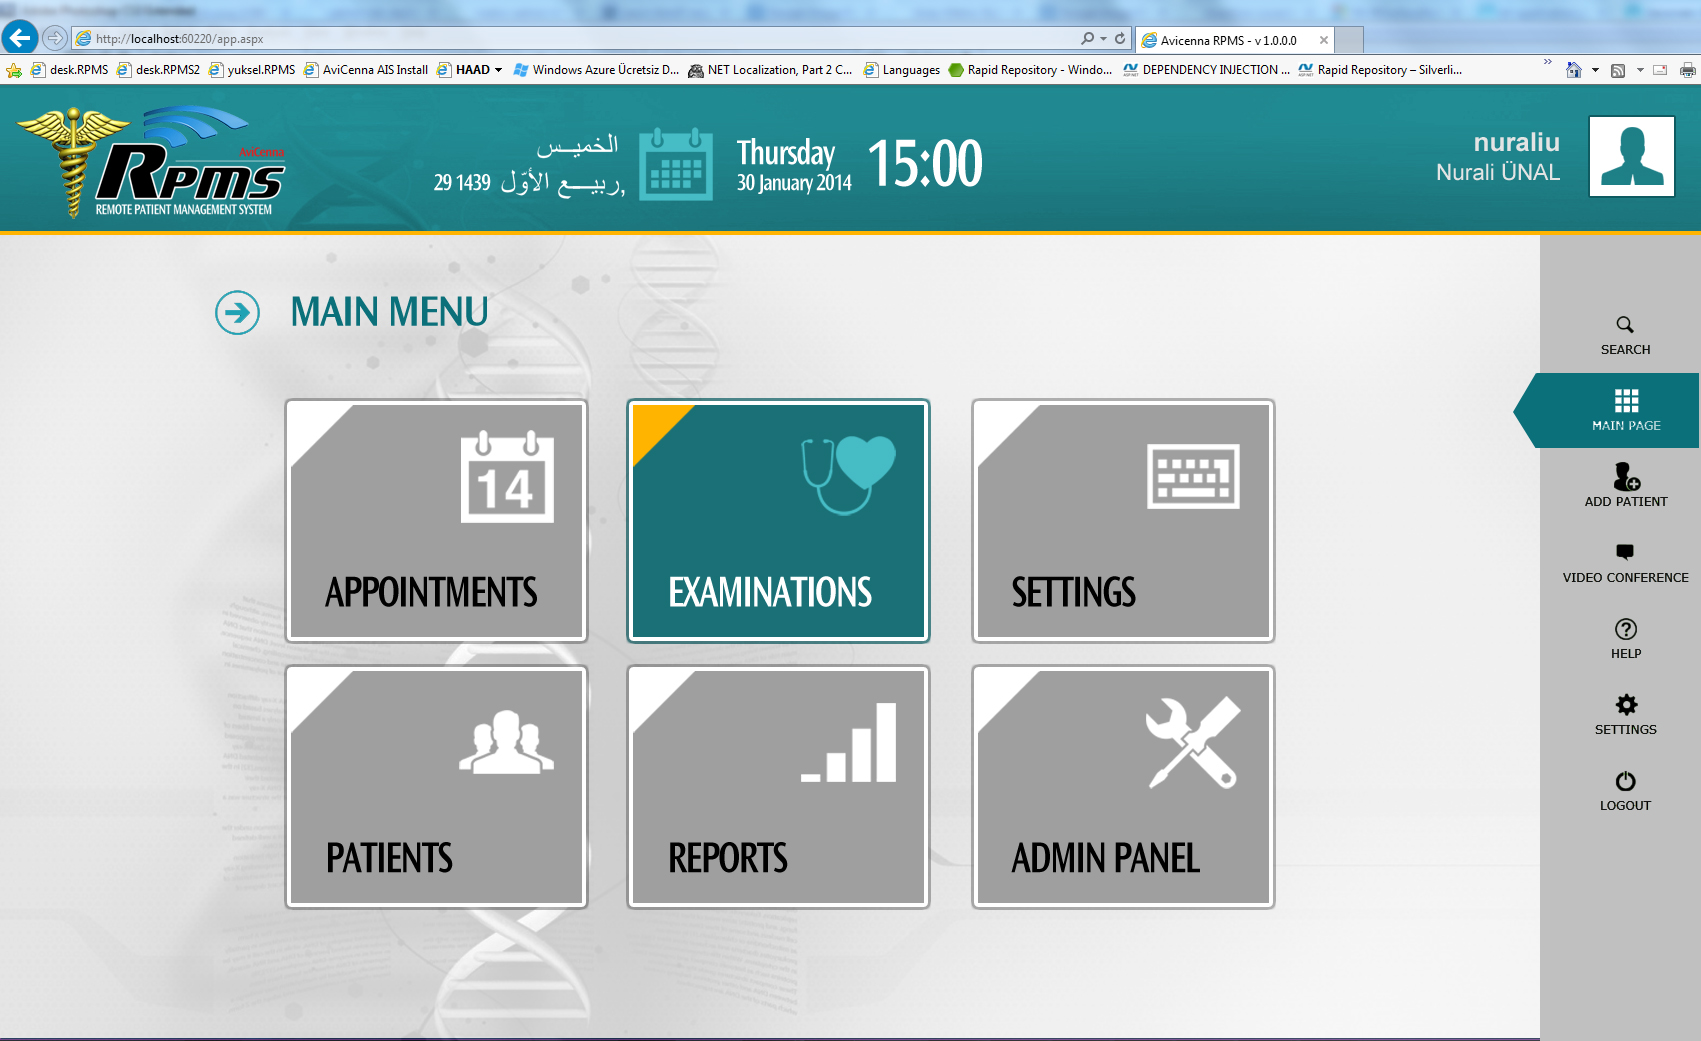 http://localhost:60220/app.aspx
Avicenna RPMS - v 1.0.0.0
desk.RPMS
desk.RPMS2
yuksel.RPMS
AviCenna AIS Install
HAAD
Windows Azure Ücretsiz D...
NET Localization, Part 2 C...
Languages
Rapid Repository - Windo...
DEPENDENCY INJECTION ...
Rapid Repository – Silverli...
AviCenna
Rpms
REMOTE PATIENT MANAGEMENT SYSTEM
الخميــس
29 1439 ربيــــع الأوّل,
Thursday
30 January 2014
15:00
nuraliu
Nurali ÜNAL
MAIN MENU
14
APPOINTMENTS
EXAMINATIONS
SETTINGS
PATIENTS
REPORTS
ADMIN PANEL
SEARCH
MAIN PAGE
ADD PATIENT
VIDEO CONFERENCE
HELP
SETTINGS
LOGOUT